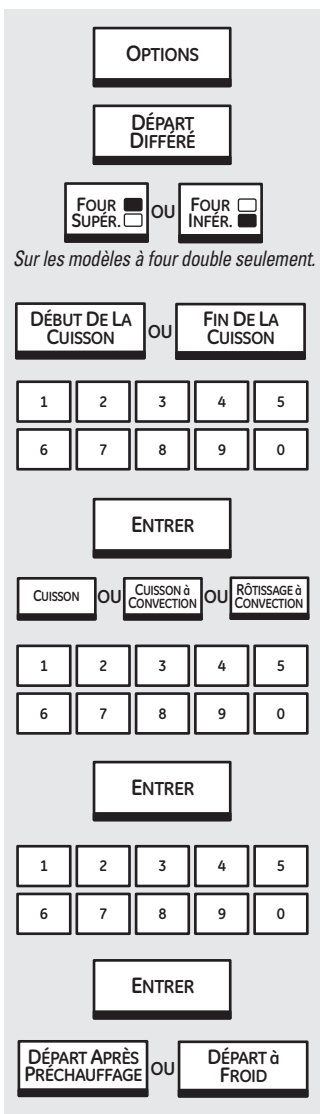 OPTIONS
DÉPART
DIFFÉRÉ
FOUR
SUPÉR.
OU
FOUR
INFÉR.
Sur les modèles à four double seulement.
DÉBUT DE LA
CUISSON
OU
FIN DE LA
CUISSON
1 2 3 4 5
6 7 8 9 0
ENTRER
CUISSON
OU
CUISSON à
CONVECTION
OU
RÔTISSAGE à
CONVECTION
1 2 3 4 5
6 7 8 9 0
ENTRER
1 2 3 4 5
6 7 8 9 0
ENTRER
DÉPART APRÈS
PRÉCHAUFFAGE
OU
DÉPART à
FROID